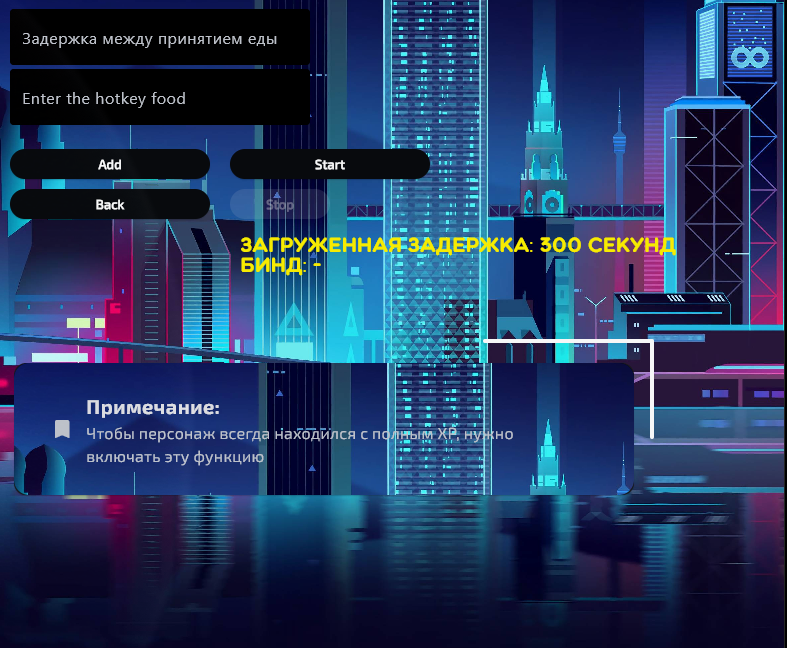 Задержка между принятием еды
Enter the hotkey food
Add
Start
Back
Stop
ЗАГРУЖЕННАЯ ЗАДЕРЖКА: 300 СЕКУНД
БИНД: -
Примечание:
Чтобы персонаж всегда находился с полным XP, нужно
включать эту функцию